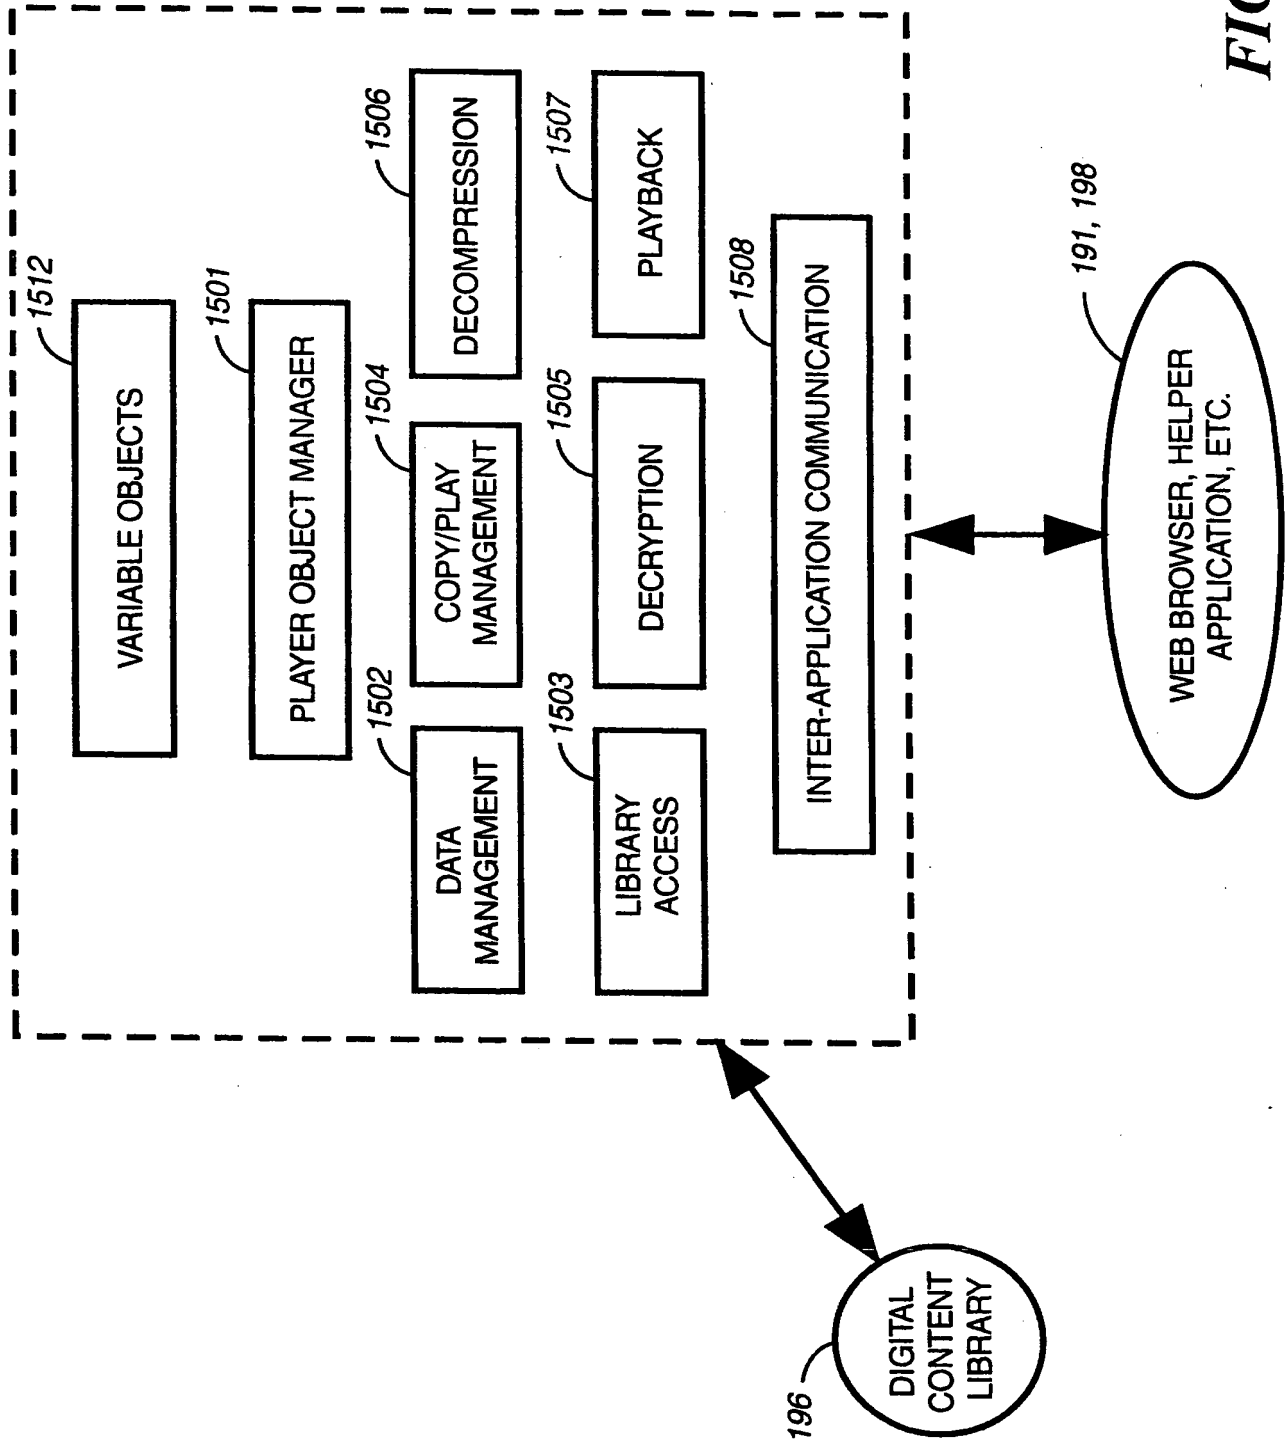 1512
VARIABLE OBJECTS
1501
PLAYER OBJECT MANAGER
1502
DATA
MANAGEMENT
1504
COPY/PLAY
MANAGEMENT
1506
DECOMPRESSION
1503
LIBRARY
ACCESS
1505
DECRYPTION
1507
PLAYBACK
1508
INTER-APPLICATION COMMUNICATION
196
DIGITAL
CONTENT
LIBRARY
191, 198
WEB BROWSER, HELPER
APPLICATION, ETC.